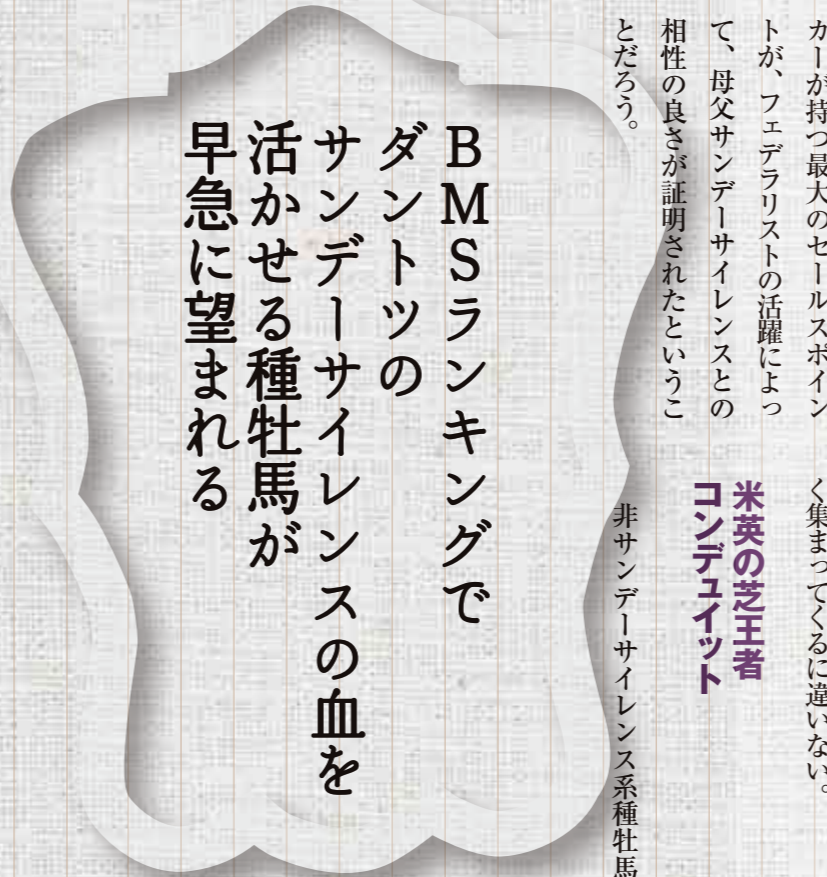 カーが持つ最大のセールスポイン
トが、フェデラリストの活躍によっ
て、母父サンデーサイレンスとの
相性の良さが証明されたというこ
とだろう。
く集まってくるに違いない。
米英の芝王者
コンデュイット
非サンデーサイレンス系種牡馬
BMSランキングで
ダントツの
サンデーサイレンスの血を
活かせる種牡馬が
早急に望まれる